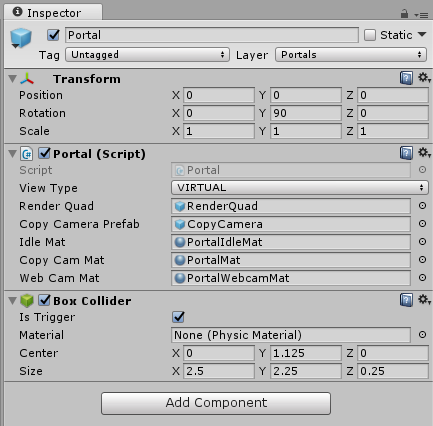 Inspector
Portal Static
Tag Untagged Layer Portals
Transform
Position X 0 Y 0 Z 0
Rotation X 0 Y 90 Z 0
Scale X 1 Y 1 Z 1
Portal (Script)
Script Portal
View Type VIRTUAL
Render Quad RenderQuad
Copy Camera Prefab CopyCamera
Idle Mat PortalIdleMat
Copy Cam Mat PortalMat
Web Cam Mat PortalWebcamMat
Box Collider
Is Trigger
Material None (Physic Material)
Center X 0 Y 1.125 Z 0
Size X 2.5 Y 2.25 Z 0.25
Add Component